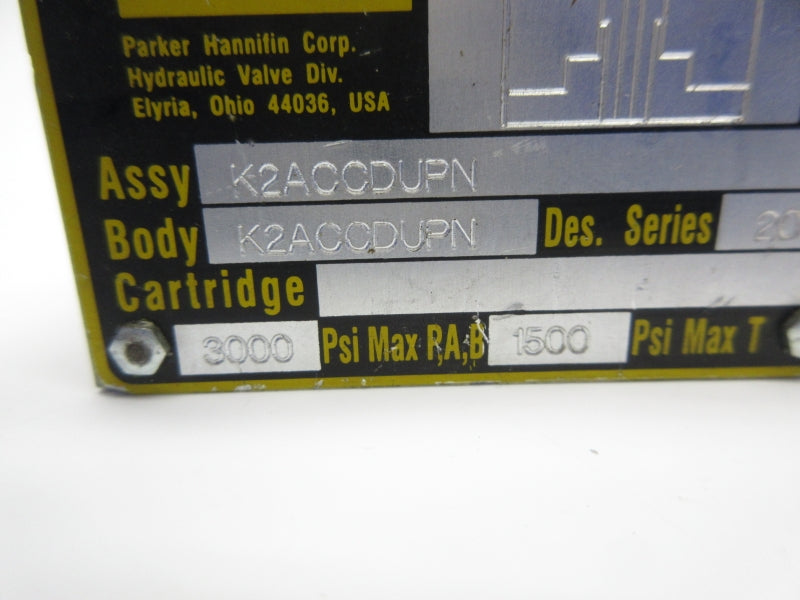 Parker Hannifin Corp.
Hydraulic Valve Div.
Elyria, Ohio 44036, USA
Assy K2ACCDUPN
Body K2ACCDUPN Des. Series 20
Cartridge
3000 Psi Max P,A,B 1500 Psi Max T